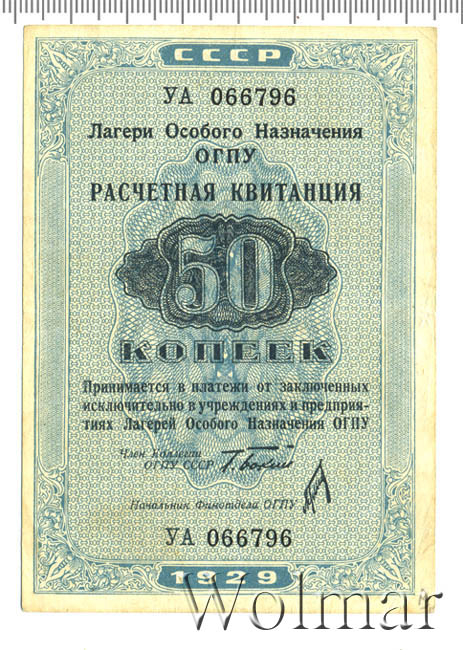 СССР
УА 066796
Лагери Особого Назначения
ОГПУ
РАСЧЕТНАЯ КВИТАНЦИЯ
50
КОПЕЕК
Принимается в платежи от заключенных
исключительно в учреждениях и предприя-
тиях Лагерей Особого Назначения ОГПУ
Член коллегии
ОГПУ СССР Г. Бокий
Начальник Финотдела ОГПУ
УА 066796
1929
Wolmar